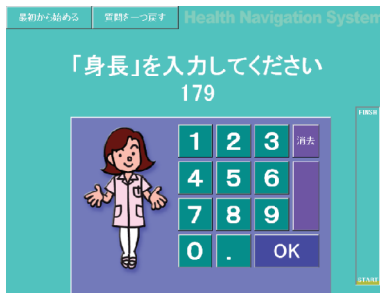 最初から始める
質問を一つ戻す
Health Navigation System
「身長」を入力してください
179
FINISH
1 2 3 消去
4 5 6
7 8 9
0 . OK
START